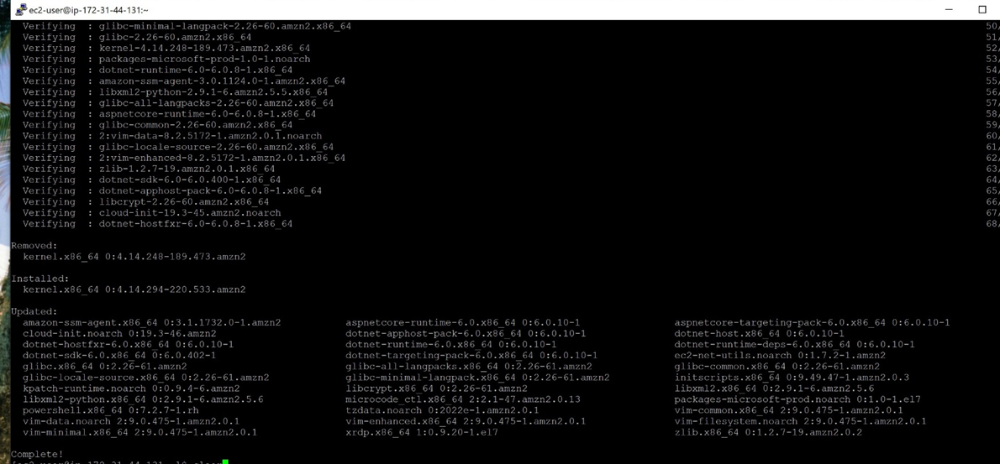 ec2-user@ip-172-31-44-131:~
Verifying : glibc-minimal-langpack-2.26-60.amzn2.x86_64 50/
Verifying : glibc-2.26-60.amzn2.x86_64 51/
Verifying : kernel-4.14.248-189.473.amzn2.x86_64 52/
Verifying : packages-microsoft-prod-1.0-1.noarch 53/
Verifying : dotnet-runtime-6.0-6.0.8-1.x86_64 54/
Verifying : amazon-ssm-agent-3.0.1124.0-1.amzn2.x86_64 55/
Verifying : libxml2-python-2.9.1-6.amzn2.5.5.x86_64 56/
Verifying : glibc-all-langpacks-2.26-60.amzn2.x86_64 57/
Verifying : aspnetcore-runtime-6.0-6.0.8-1.x86_64 58/
Verifying : glibc-common-2.26-60.amzn2.x86_64 59/
Verifying : 2:vim-data-8.2.5172-1.amzn2.0.1.noarch 60/
Verifying : glibc-locale-source-2.26-60.amzn2.x86_64 61/
Verifying : 2:vim-enhanced-8.2.5172-1.amzn2.0.1.x86_64 62/
Verifying : zlib-1.2.7-19.amzn2.0.1.x86_64 63/
Verifying : dotnet-sdk-6.0-6.0.400-1.x86_64 64/
Verifying : dotnet-apphost-pack-6.0-6.0.8-1.x86_64 65/
Verifying : libcrypt-2.26-60.amzn2.x86_64 66/
Verifying : cloud-init-19.3-45.amzn2.noarch 67/
Verifying : dotnet-hostfxr-6.0-6.0.8-1.x86_64 68/
Removed:
kernel.x86_64 0:4.14.248-189.473.amzn2
Installed:
kernel.x86_64 0:4.14.294-220.533.amzn2
Updated:
amazon-ssm-agent.x86_64 0:3.1.1732.0-1.amzn2 aspnetcore-runtime-6.0.x86_64 0:6.0.10-1 aspnetcore-targeting-pack-6.0.x86_64 0:6.0.10-1
cloud-init.noarch 0:19.3-46.amzn2 dotnet-apphost-pack-6.0.x86_64 0:6.0.10-1 dotnet-host.x86_64 0:6.0.10-1
dotnet-hostfxr-6.0.x86_64 0:6.0.10-1 dotnet-runtime-6.0.x86_64 0:6.0.10-1 dotnet-runtime-deps-6.0.x86_64 0:6.0.10-1
dotnet-sdk-6.0.x86_64 0:6.0.402-1 dotnet-targeting-pack-6.0.x86_64 0:6.0.10-1 ec2-net-utils.noarch 0:1.7.2-1.amzn2
glibc.x86_64 0:2.26-61.amzn2 glibc-all-langpacks.x86_64 0:2.26-61.amzn2 glibc-common.x86_64 0:2.26-61.amzn2
glibc-locale-source.x86_64 0:2.26-61.amzn2 glibc-minimal-langpack.x86_64 0:2.26-61.amzn2 initscripts.x86_64 0:9.49.47-1.amzn2.0.3
kpatch-runtime.noarch 0:0.9.4-6.amzn2 libcrypt.x86_64 0:2.26-61.amzn2 libxml2.x86_64 0:2.9.1-6.amzn2.5.6
libxml2-python.x86_64 0:2.9.1-6.amzn2.5.6 microcode_ctl.x86_64 2:2.1-47.amzn2.0.13 packages-microsoft-prod.noarch 0:1.0-1.el7
powershell.x86_64 0:7.2.7-1.rh tzdata.noarch 0:2022e-1.amzn2.0.1 vim-common.x86_64 2:9.0.475-1.amzn2.0.1
vim-data.noarch 2:9.0.475-1.amzn2.0.1 vim-enhanced.x86_64 2:9.0.475-1.amzn2.0.1 vim-filesystem.noarch 2:9.0.475-1.amzn2.0.1
vim-minimal.x86_64 2:9.0.475-1.amzn2.0.1 xrdp.x86_64 1:0.9.20-1.el7 zlib.x86_64 0:1.2.7-19.amzn2.0.2
Complete!
[ec2-user@ip-172-31-44-131 ~]$ clear